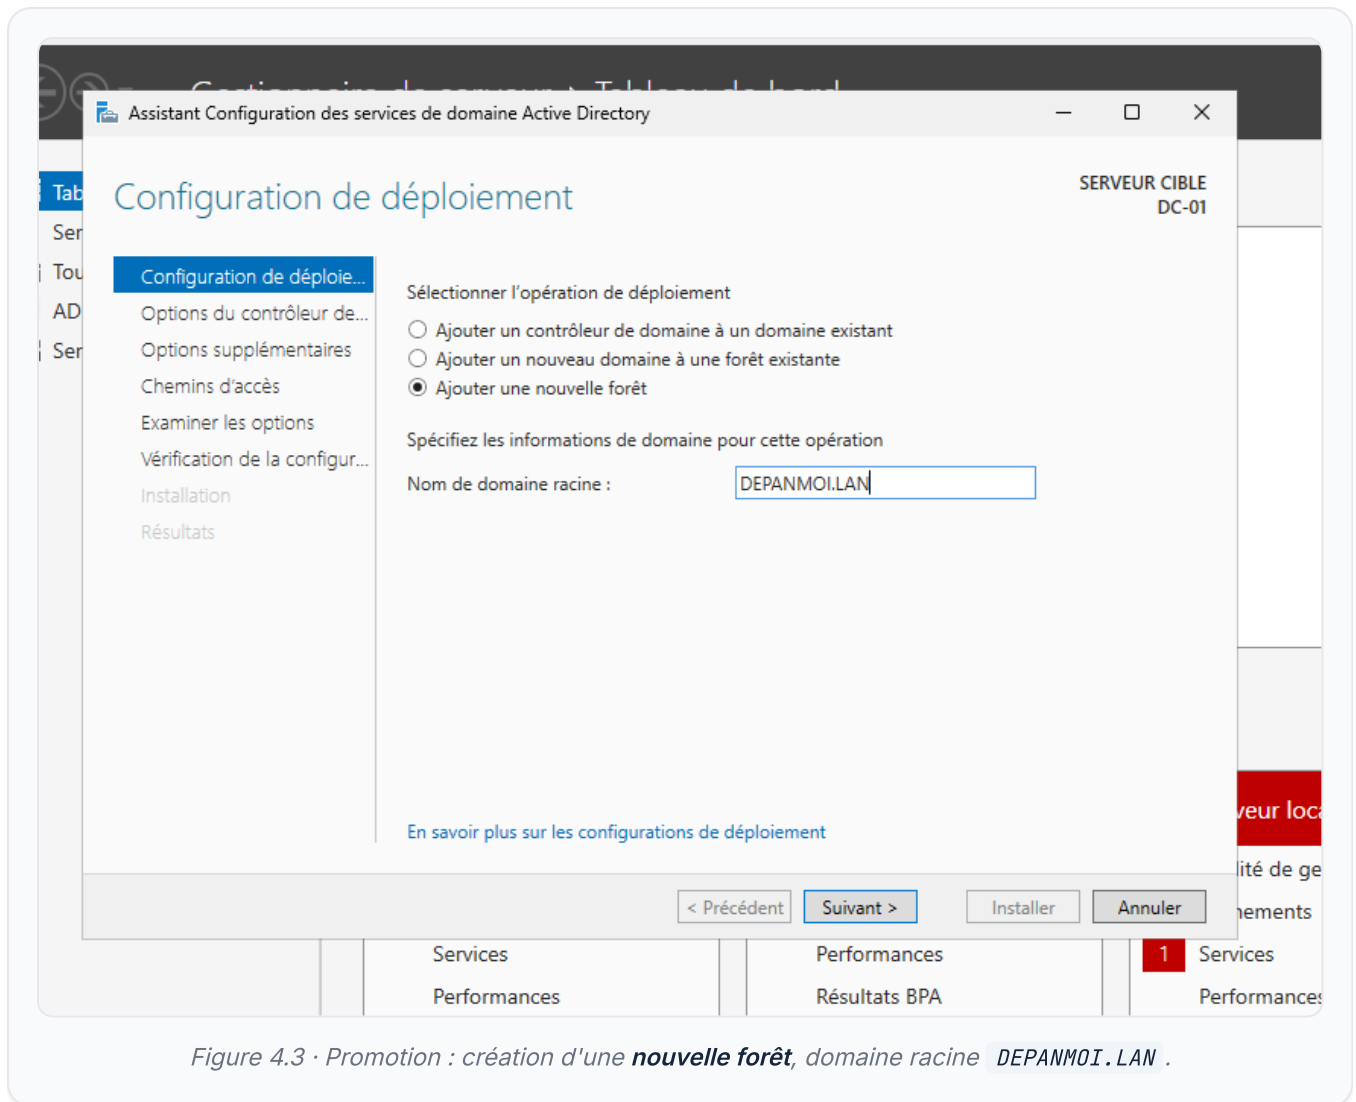 Gestionnaire de serveur ▸ Tableau de bord
Assistant Configuration des services de domaine Active Directory
Configuration de déploiement
SERVEUR CIBLE
DC-01
Tab
Ser
Tou
AD
Ser
Configuration de déploie...
Options du contrôleur de...
Options supplémentaires
Chemins d’accès
Examiner les options
Vérification de la configur...
Installation
Résultats
Sélectionner l’opération de déploiement
Ajouter un contrôleur de domaine à un domaine existant
Ajouter un nouveau domaine à une forêt existante
Ajouter une nouvelle forêt
Spécifiez les informations de domaine pour cette opération
Nom de domaine racine :
DEPANMOI.LAN
En savoir plus sur les configurations de déploiement
< Précédent
Suivant >
Installer
Annuler
veur loca
lité de ge
nements
Services
Performances
Performances
Résultats BPA
1
Services
Performances
Figure 4.3 · Promotion : création d'une nouvelle forêt, domaine racine DEPANMOI.LAN .